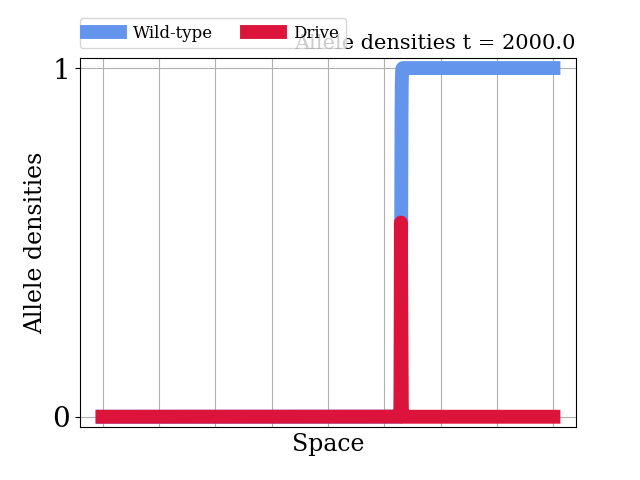 Wild-type Drive
Allele densities t = 2000.0
1
Allele densities
0
Space